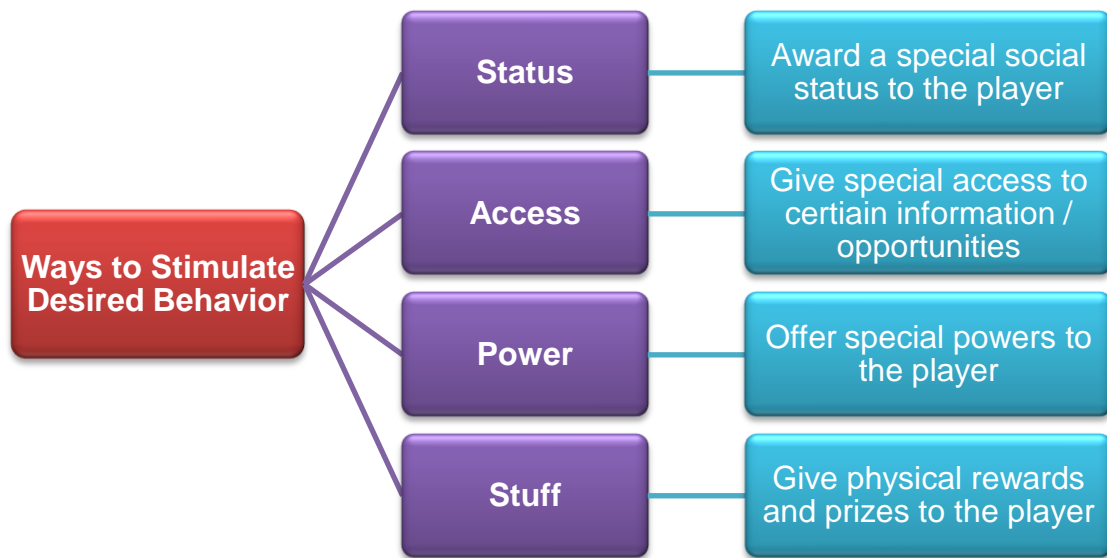 Ways to Stimulate
Desired Behavior
Status
Award a special social
status to the player
Access
Give special access to
certiain information /
opportunities
Power
Offer special powers to
the player
Stuff
Give physical rewards
and prizes to the player